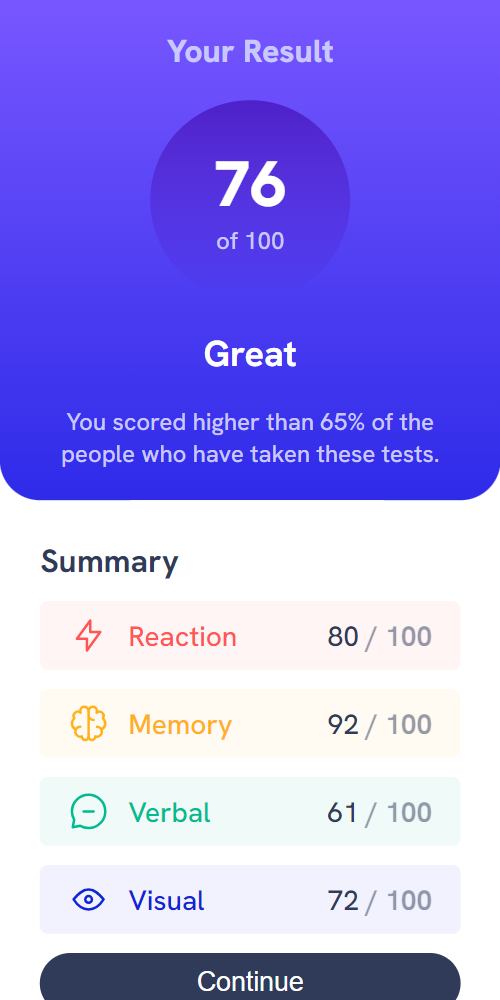 Your Result
76
of 100
Great
You scored higher than 65% of the
people who have taken these tests.
Summary
Reaction 80 / 100
Memory 92 / 100
Verbal 61 / 100
Visual 72 / 100
Continue